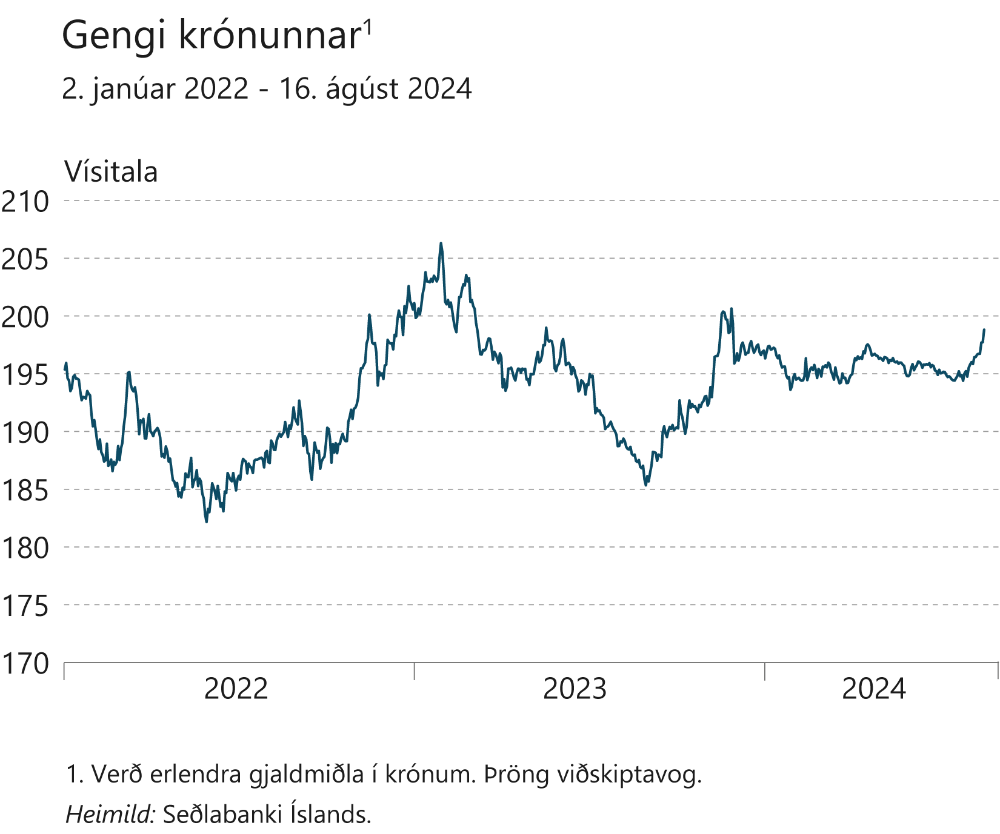 Gengi krónunnar¹
2. janúar 2022 - 16. ágúst 2024
Vísitala
210
205
200
195
190
185
180
175
170
2022 2023 2024
1. Verð erlendra gjaldmiðla í krónum. Þröng viðskiptavog.
Heimild: Seðlabanki Íslands.